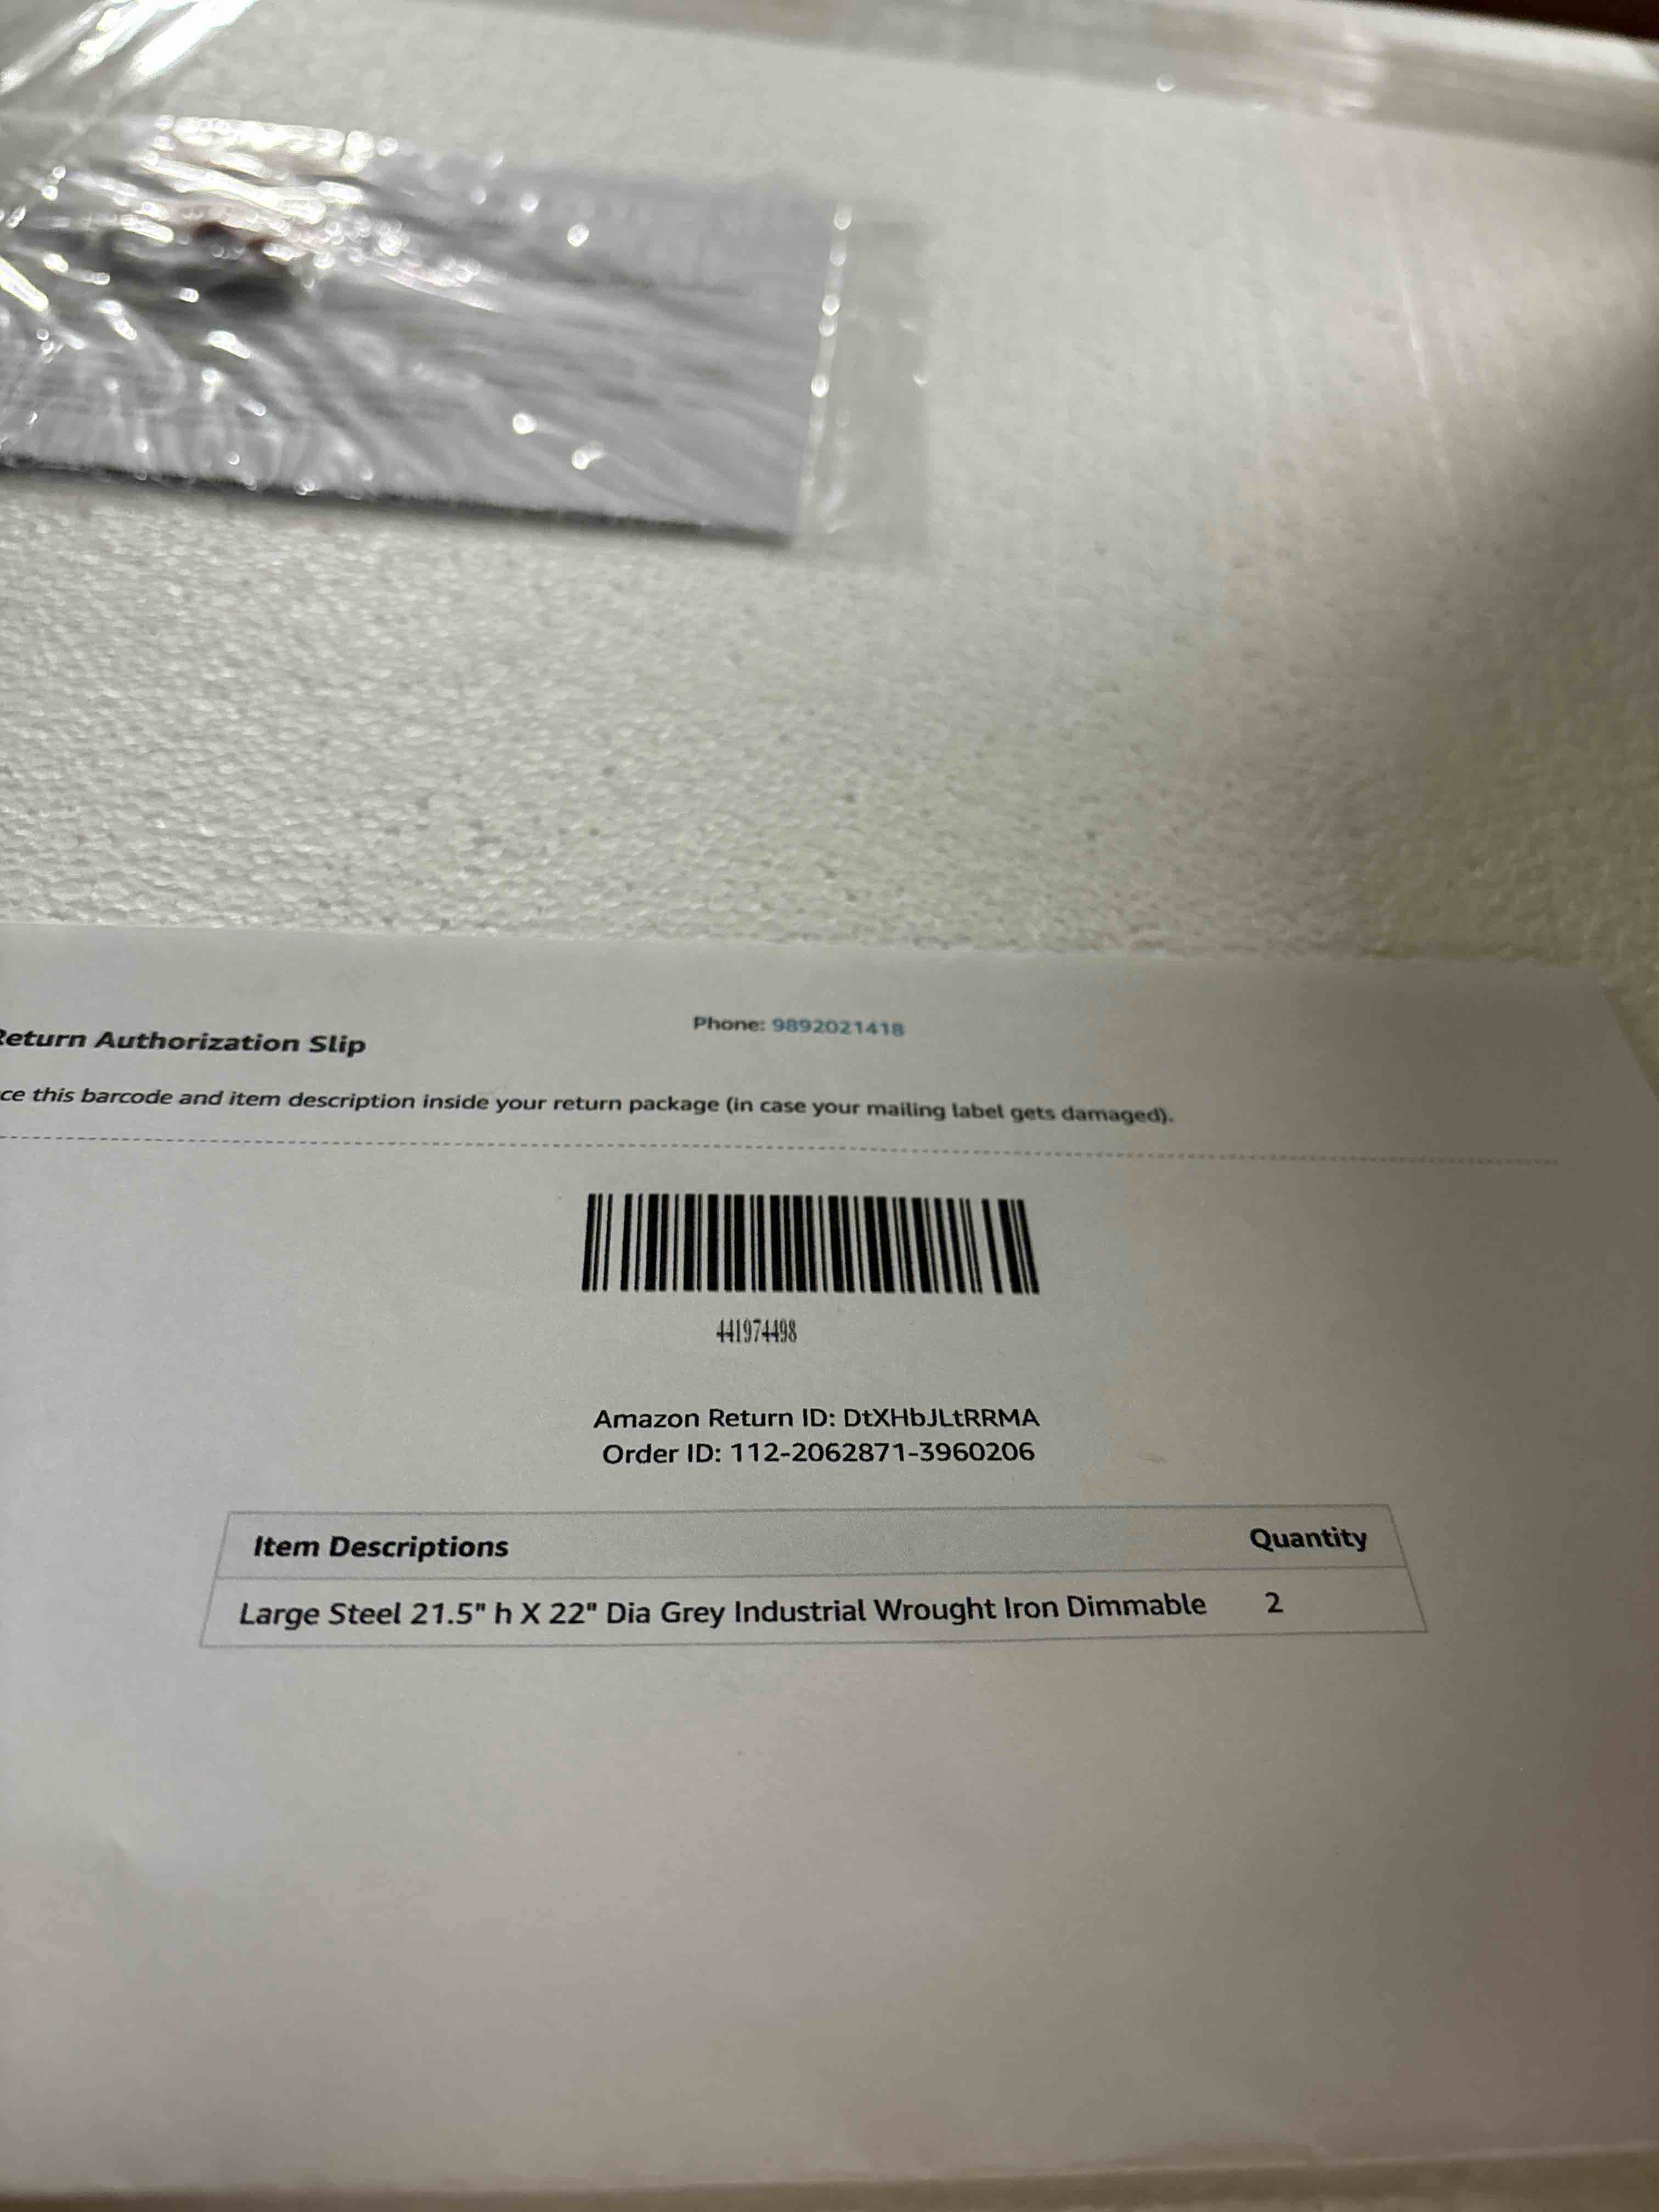 Phone: 9892021418
Return Authorization Slip
ce this barcode and item description inside your return package (in case your mailing label gets damaged).
441974498
Amazon Return ID: DtXHbJLtRRMA
Order ID: 112-2062871-3960206
Item Descriptions Quantity
Large Steel 21.5" h X 22" Dia Grey Industrial Wrought Iron Dimmable 2